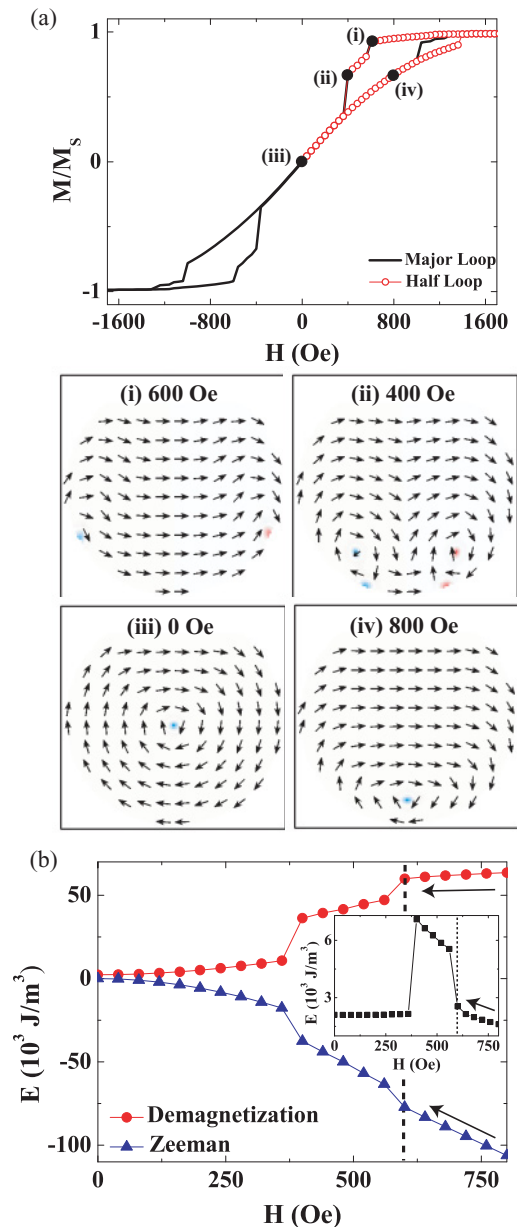 (a)
1
0
-1
M/Ms
(i)
(ii)
(iii)
(iv)
Major Loop
Half Loop
-1600 -800 0 800 1600
H (Oe)
(i) 600 Oe
(ii) 400 Oe
(iii) 0 Oe
(iv) 800 Oe
(b)
50
0
-50
-100
E (10³ J/m³)
Demagnetization
Zeeman
6
3
E (10³ J/m³)
0 250 500 750
H (Oe)
0 250 500 750
H (Oe)